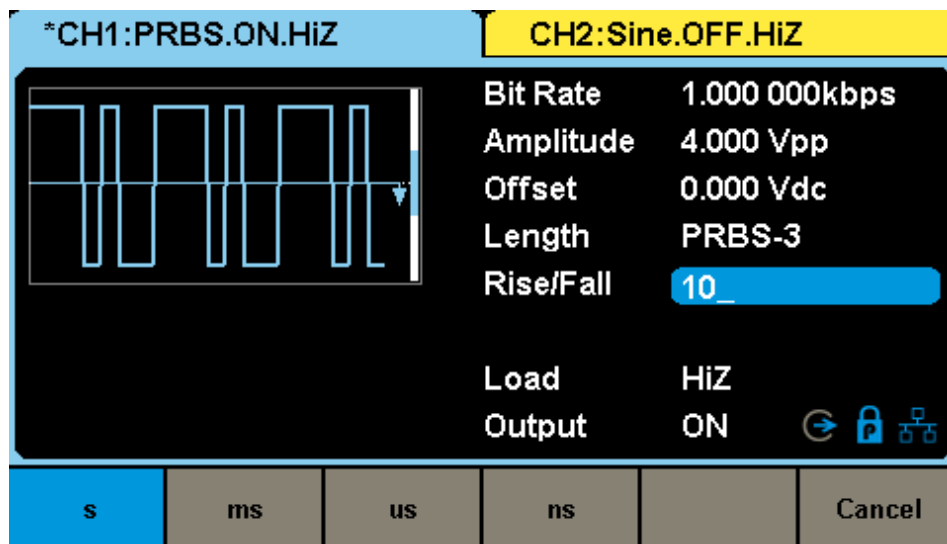 *CH1:PRBS.ON.HiZ
CH2:Sine.OFF.HiZ
Bit Rate 1.000 000kbps
Amplitude 4.000 Vpp
Offset 0.000 Vdc
Length PRBS-3
Rise/Fall 10_
Load HiZ
Output ON
P
s ms us ns Cancel